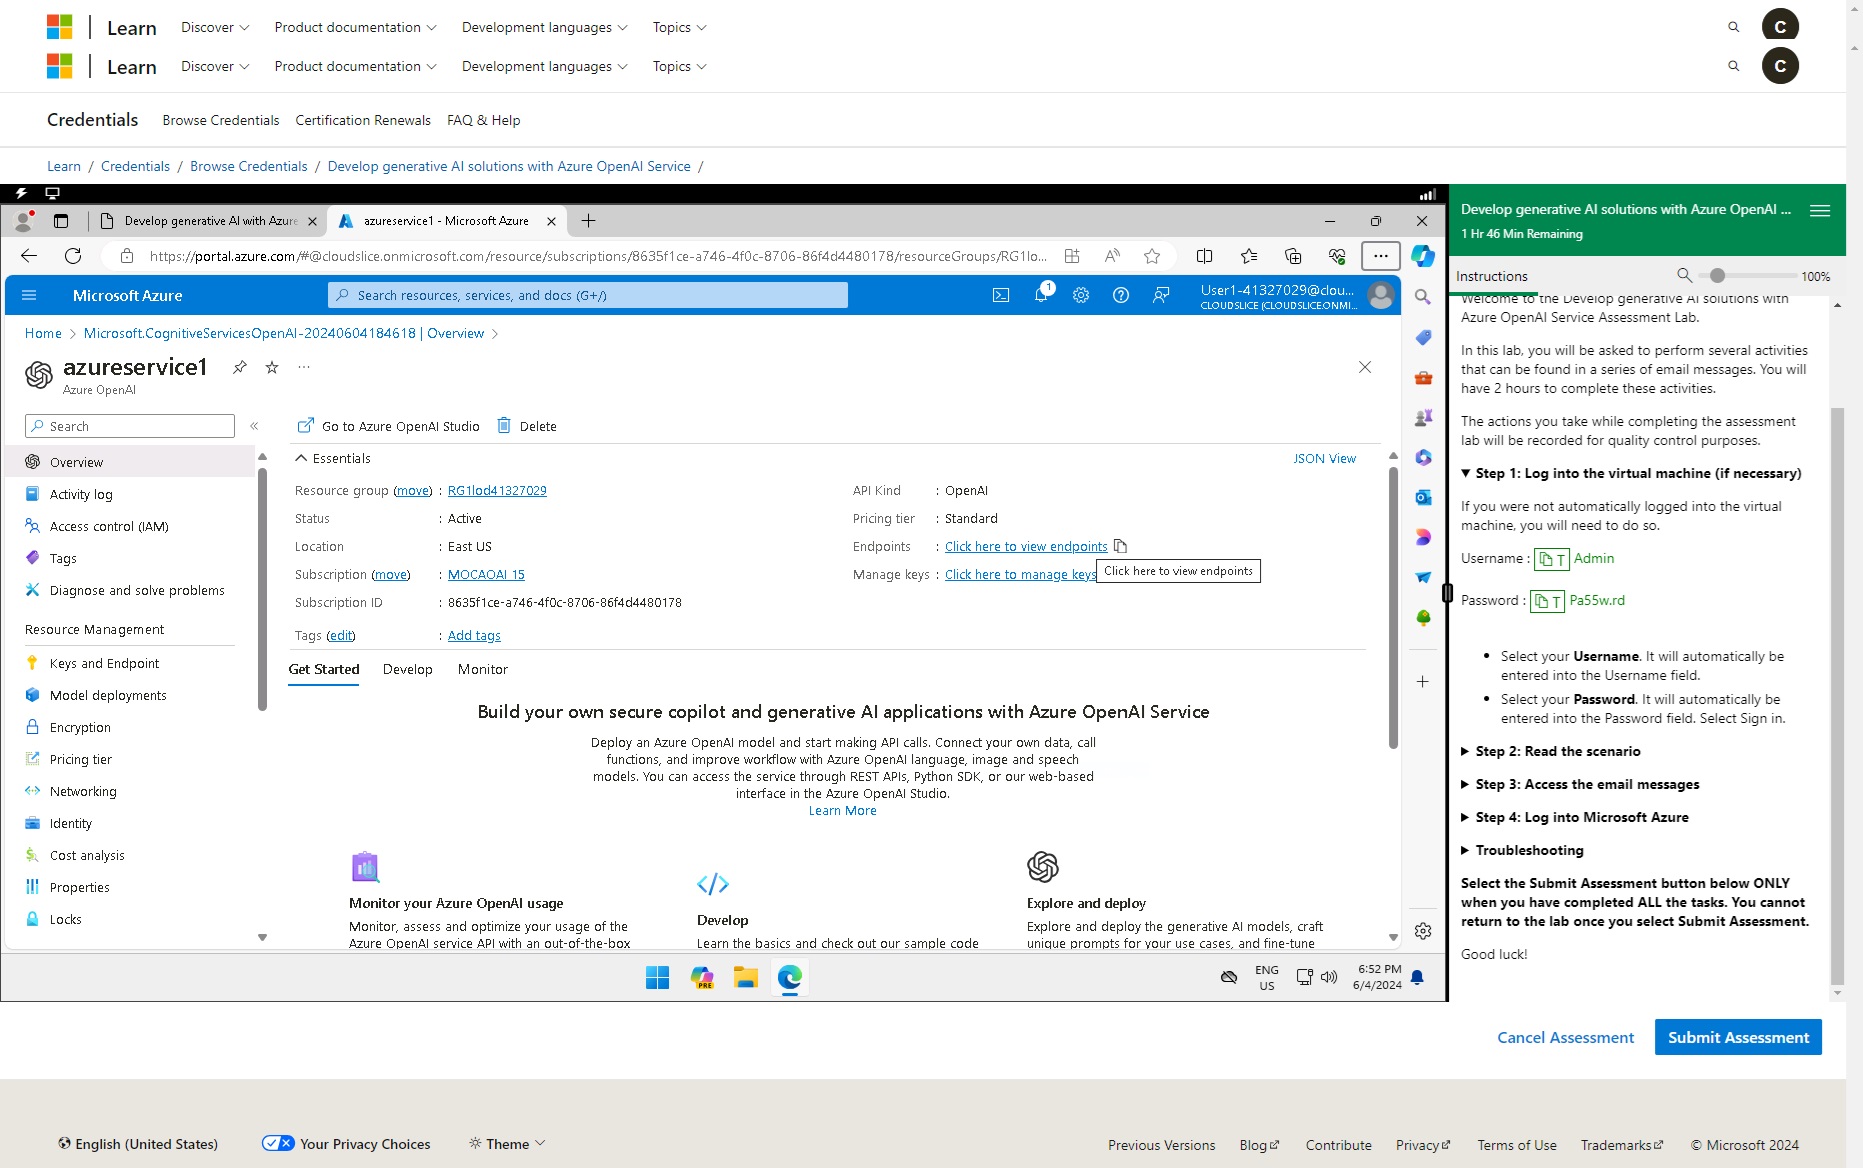 Learn Discover Product documentation Development languages Topics C
Learn Discover Product documentation Development languages Topics C
Credentials Browse Credentials Certification Renewals FAQ & Help
Learn / Credentials / Browse Credentials / Develop generative AI solutions with Azure OpenAI Service /
Develop generative AI with Azure azureservice1 - Microsoft Azure
https://portal.azure.com/#@cloudslice.onmicrosoft.com/resource/subscriptions/8635f1ce-a746-4f0c-8706-86f4d4480178/resourceGroups/RG1lo...
Microsoft Azure
Search resources, services, and docs (G+/)
1
User1-41327029@clou...
CLOUDSLICE (CLOUDSLICE.ONMI...
Home > Microsoft.CognitiveServicesOpenAI-20240604184618 | Overview >
azureservice1 ...
Azure OpenAI
Search «
Overview
Activity log
Access control (IAM)
Tags
Diagnose and solve problems
Resource Management
Keys and Endpoint
Model deployments
Encryption
Pricing tier
Networking
Identity
Cost analysis
Properties
Locks
Go to Azure OpenAI Studio Delete
Essentials JSON View
Resource group (move) : RG1lod41327029
Status : Active
Location : East US
Subscription (move) : MOCAOAI 15
Subscription ID : 8635f1ce-a746-4f0c-8706-86f4d4480178
Tags (edit) : Add tags
API Kind : OpenAI
Pricing tier : Standard
Endpoints : Click here to view endpoints
Manage keys : Click here to manage keys
Click here to view endpoints
Get Started Develop Monitor
Build your own secure copilot and generative AI applications with Azure OpenAI Service
Deploy an Azure OpenAI model and start making API calls. Connect your own data, call
functions, and improve workflow with Azure OpenAI language, image and speech
models. You can access the service through REST APIs, Python SDK, or our web-based
interface in the Azure OpenAI Studio.
Learn More
Monitor your Azure OpenAI usage
Monitor, assess and optimize your usage of the
Azure OpenAI service API with an out-of-the-box
Develop
Learn the basics and check out our sample code
Explore and deploy
Explore and deploy the generative AI models, craft
unique prompts for your use cases, and fine-tune
PRE
ENG
US
6:52 PM
6/4/2024
Develop generative AI solutions with Azure OpenAI ...
1 Hr 46 Min Remaining
Instructions 100%
Welcome to the Develop generative AI solutions with
Azure OpenAI Service Assessment Lab.
In this lab, you will be asked to perform several activities
that can be found in a series of email messages. You will
have 2 hours to complete these activities.
The actions you take while completing the assessment
lab will be recorded for quality control purposes.
Step 1: Log into the virtual machine (if necessary)
If you were not automatically logged into the virtual
machine, you will need to do so.
Username : T Admin
Password : T Pa55w.rd
• Select your Username. It will automatically be
entered into the Username field.
• Select your Password. It will automatically be
entered into the Password field. Select Sign in.
Step 2: Read the scenario
Step 3: Access the email messages
Step 4: Log into Microsoft Azure
Troubleshooting
Select the Submit Assessment button below ONLY
when you have completed ALL the tasks. You cannot
return to the lab once you select Submit Assessment.
Good luck!
Cancel Assessment Submit Assessment
English (United States) Your Privacy Choices Theme
Previous Versions Blog Contribute Privacy Terms of Use Trademarks © Microsoft 2024